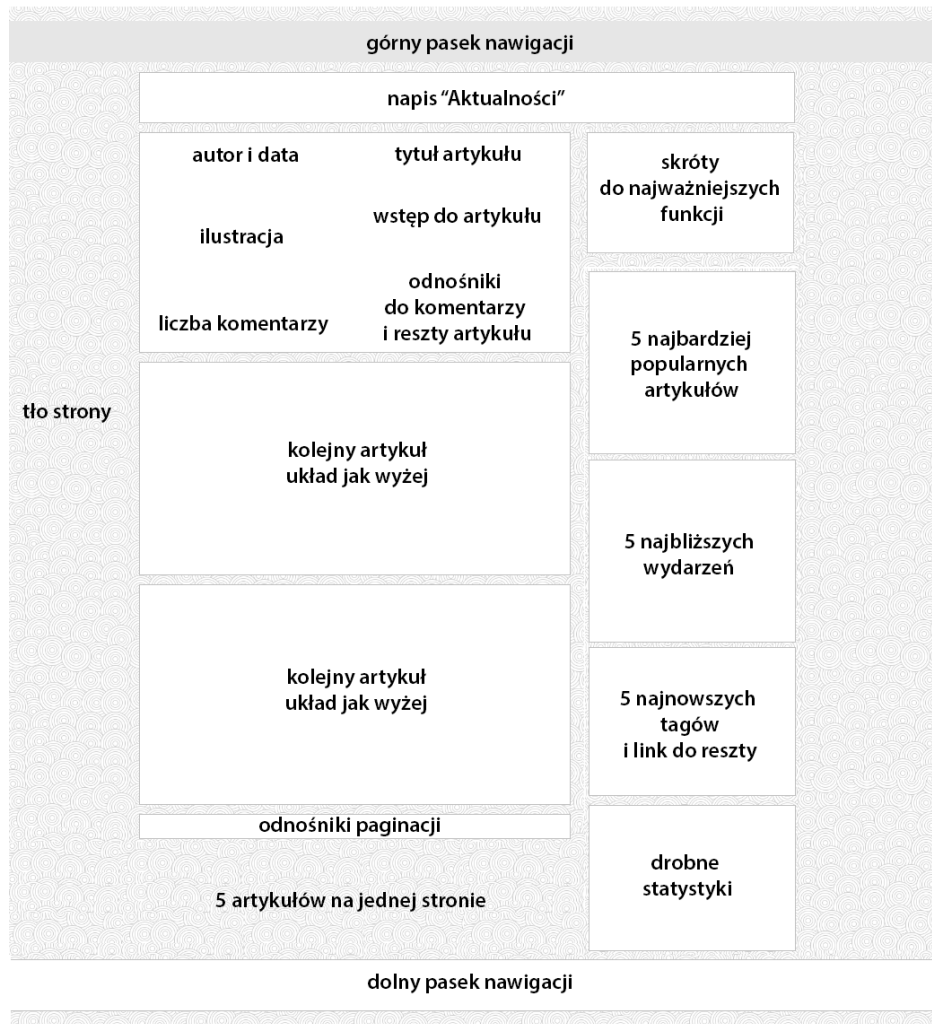 górny pasek nawigacji
napis “Aktualności”
autor i data
tytuł artykułu
wstęp do artykułu
ilustracja
odnośniki
do komentarzy
i reszty artykułu
liczba komentarzy
skróty
do najważniejszych
funkcji
5 najbardziej
popularnych
artykułów
tło strony
kolejny artykuł
układ jak wyżej
5 najbliższych
wydarzeń
kolejny artykuł
układ jak wyżej
5 najnowszych
tagów
i link do reszty
odnośniki paginacji
drobne
statystyki
5 artykułów na jednej stronie
dolny pasek nawigacji